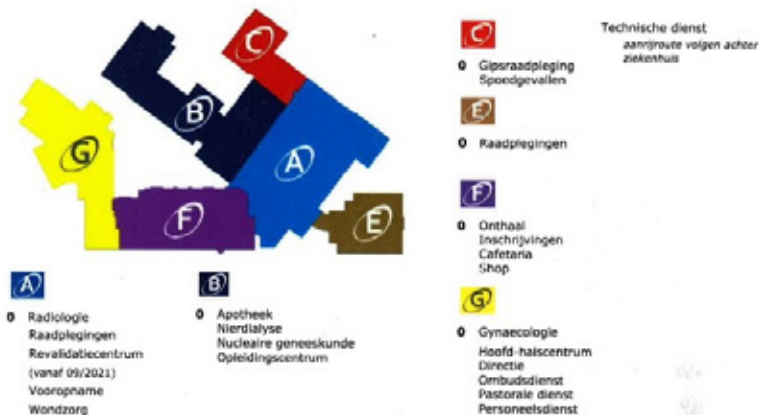 C
B
G
A
F
E
C
0 Gipsraadpleging
Spoedgevallen
Technische dienst
aanrijroute volgen achter
ziekenhuis
E
0 Raadplegingen
F
0 Onthaal
Inschrijvingen
Cafetaria
Shop
G
0 Gynaecologie
Hoofd-halscentrum
Directie
Ombudsdienst
Pastorale dienst
Personeelsdienst
A
0 Radiologie
Raadplegingen
Revalidatiecentrum
(vanaf 09/2021)
Vooropname
Wondzorg
B
0 Apotheek
Nierdialyse
Nucleaire geneeskunde
Opleidingscentrum